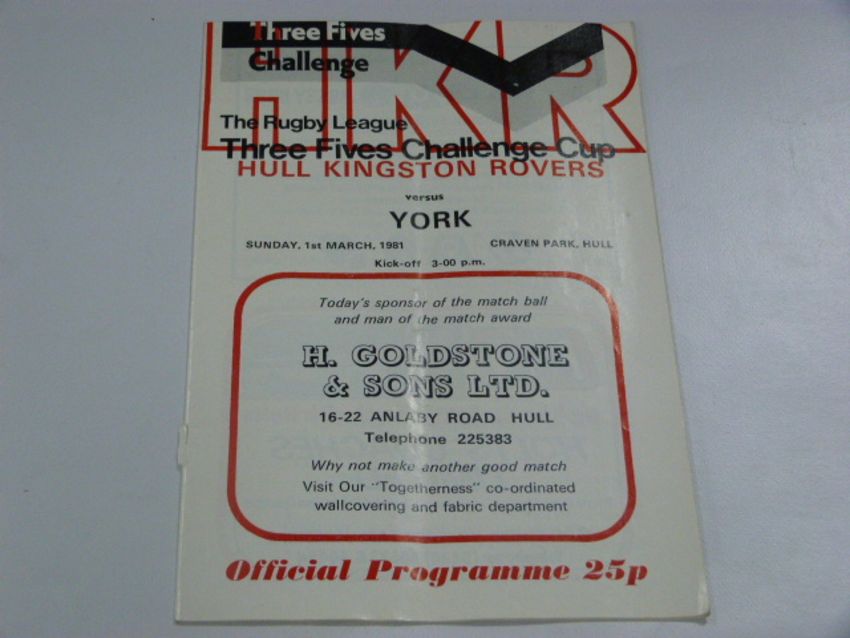 Three Fives
Challenge
HKR
The Rugby League
Three Fives Challenge Cup
HULL KINGSTON ROVERS
versus
YORK
SUNDAY, 1st MARCH, 1981 CRAVEN PARK, HULL
Kick-off 3-00 p.m.
Today's sponsor of the match ball
and man of the match award
H. GOLDSTONE
& SONS LTD.
16-22 ANLABY ROAD HULL
Telephone 225383
Why not make another good match
Visit Our "Togetherness" co-ordinated
wallcovering and fabric department
Official Programme 25p